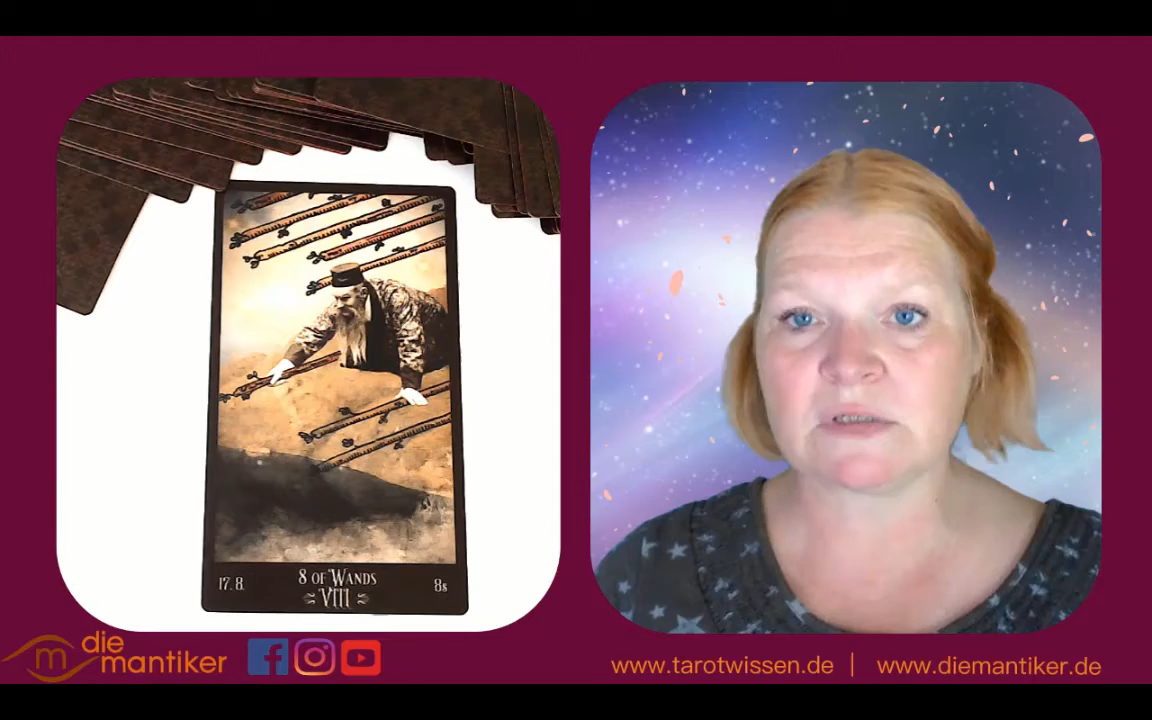 17. 8.
8 OF WANDS
VIII
8s
die
mantiker
www.tarotwissen.de | www.diemantiker.de